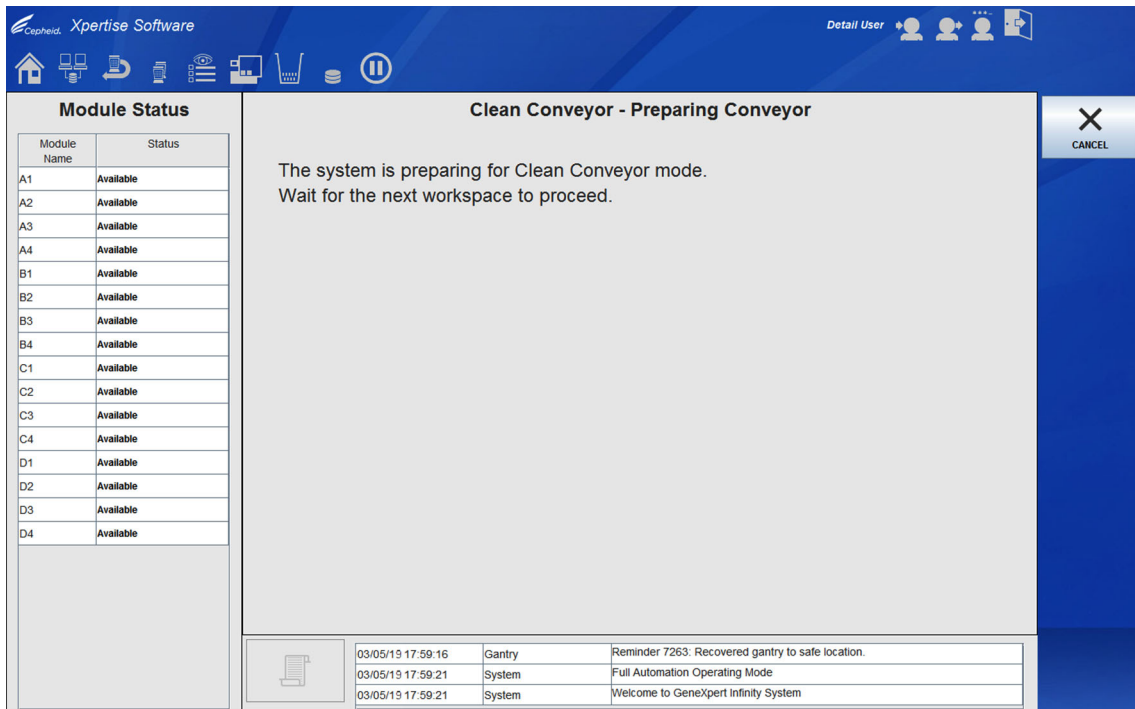 Cepheid. Xpertise Software
Detail User
Module Status
Module Name Status
A1 Available
A2 Available
A3 Available
A4 Available
B1 Available
B2 Available
B3 Available
B4 Available
C1 Available
C2 Available
C3 Available
C4 Available
D1 Available
D2 Available
D3 Available
D4 Available
Clean Conveyor - Preparing Conveyor
The system is preparing for Clean Conveyor mode.
Wait for the next workspace to proceed.
CANCEL
03/05/19 17:59:16 Gantry Reminder 7263: Recovered gantry to safe location.
03/05/19 17:59:21 System Full Automation Operating Mode
03/05/19 17:59:21 System Welcome to GeneXpert Infinity System